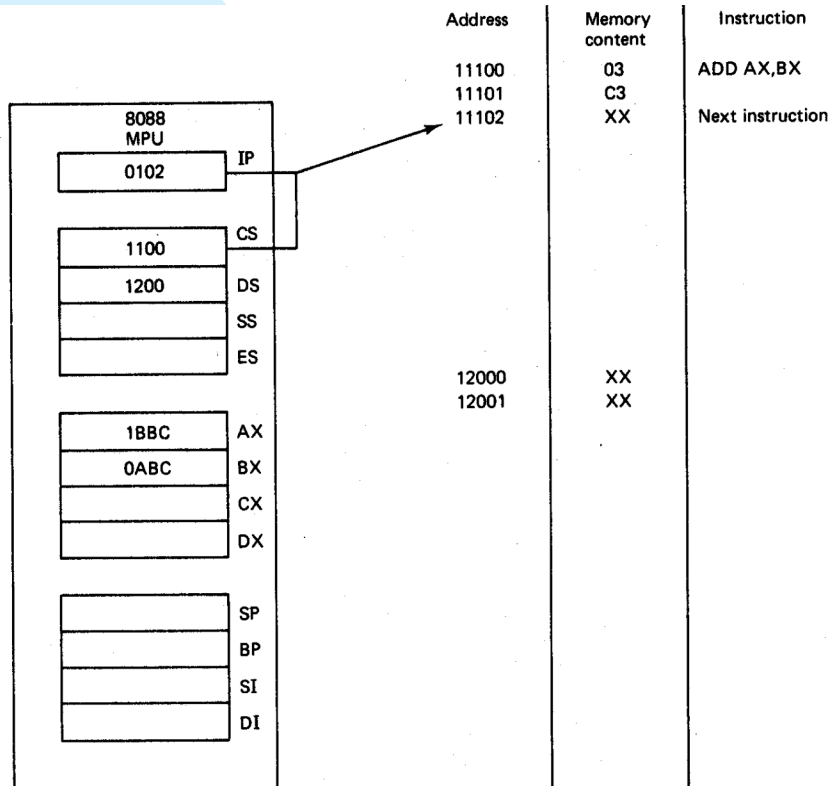 Address Memory content Instruction
11100 03 ADD AX,BX
11101 C3
11102 XX Next instruction
8088
MPU
0102 IP
1100 CS
1200 DS
SS
ES
12000 XX
12001 XX
1BBC AX
0ABC BX
CX
DX
SP
BP
SI
DI